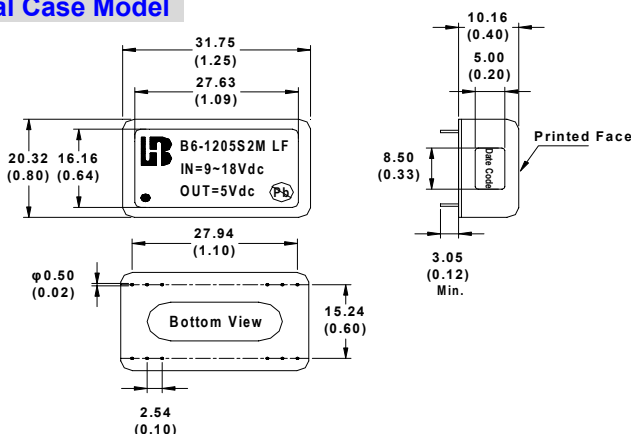 al Case Model
31.75
(1.25)
27.63
(1.09)
20.32 16.16
(0.80) (0.64)
B6-1205S2M LF
IN=9~18Vdc
OUT=5Vdc
Pb
10.16
(0.40)
5.00
(0.20)
Printed Face
Date Code
8.50
(0.33)
3.05
(0.12)
Min.
27.94
(1.10)
φ0.50
(0.02)
Bottom View
15.24
(0.60)
2.54
(0.10)